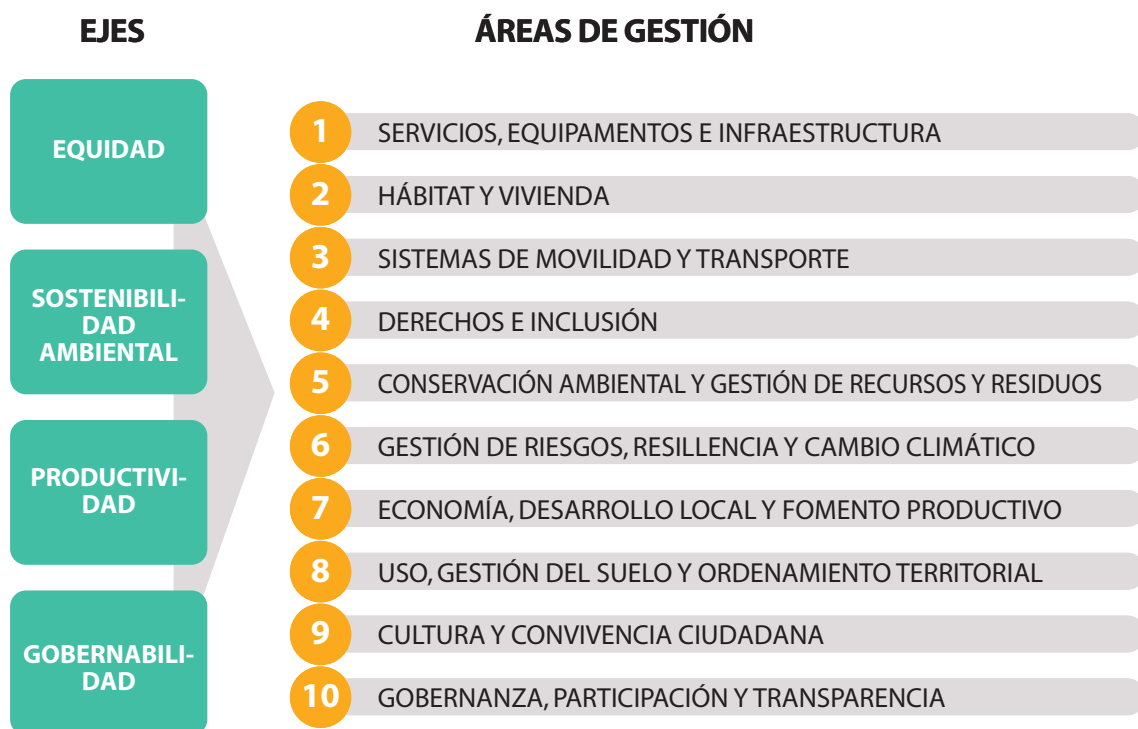 EJES
ÁREAS DE GESTIÓN
EQUIDAD
SOSTENIBILI-
DAD
AMBIENTAL
PRODUCTIVI-
DAD
GOBERNABILI-
DAD
1 SERVICIOS, EQUIPAMENTOS E INFRAESTRUCTURA
2 HÁBITAT Y VIVIENDA
3 SISTEMAS DE MOVILIDAD Y TRANSPORTE
4 DERECHOS E INCLUSIÓN
5 CONSERVACIÓN AMBIENTAL Y GESTIÓN DE RECURSOS Y RESIDUOS
6 GESTIÓN DE RIESGOS, RESILLENCIA Y CAMBIO CLIMÁTICO
7 ECONOMÍA, DESARROLLO LOCAL Y FOMENTO PRODUCTIVO
8 USO, GESTIÓN DEL SUELO Y ORDENAMIENTO TERRITORIAL
9 CULTURA Y CONVIVENCIA CIUDADANA
10 GOBERNANZA, PARTICIPACIÓN Y TRANSPARENCIA